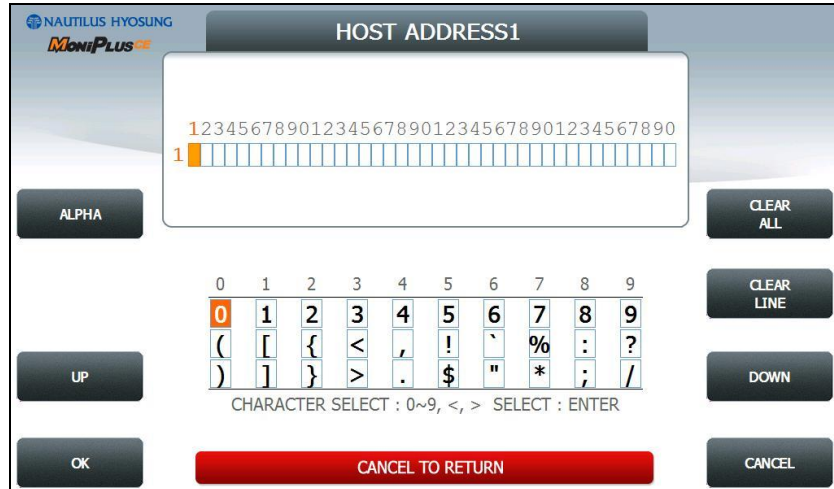 NAUTILUS HYOSUNG
MoniPlusCE
HOST ADDRESS1
1234567890123456789012345678901234567890
1
ALPHA
CLEAR
ALL
0 1 2 3 4 5 6 7 8 9
0 1 2 3 4 5 6 7 8 9
( [ { < , ! ` % : ?
) ] } > . $ " * ; /
CLEAR
LINE
UP
DOWN
CHARACTER SELECT : 0~9, <, > SELECT : ENTER
OK
CANCEL TO RETURN
CANCEL